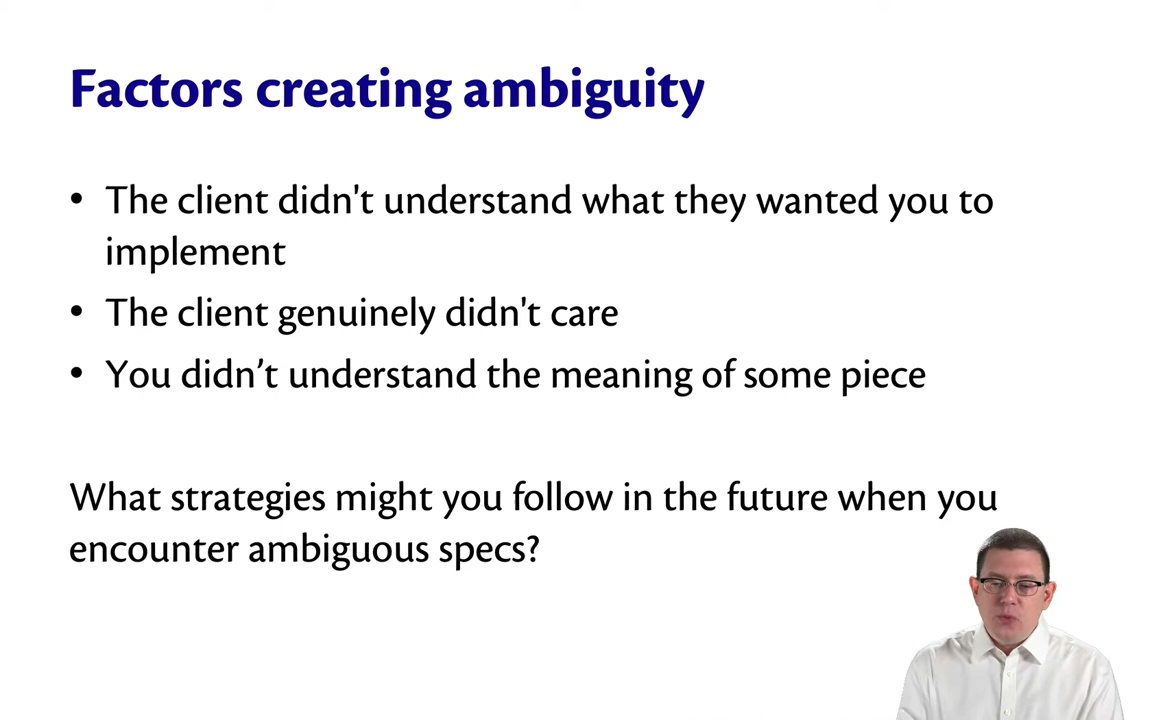 Factors creating ambiguity
• The client didn't understand what they wanted you to
implement
• The client genuinely didn't care
• You didn’t understand the meaning of some piece
What strategies might you follow in the future when you
encounter ambiguous specs?